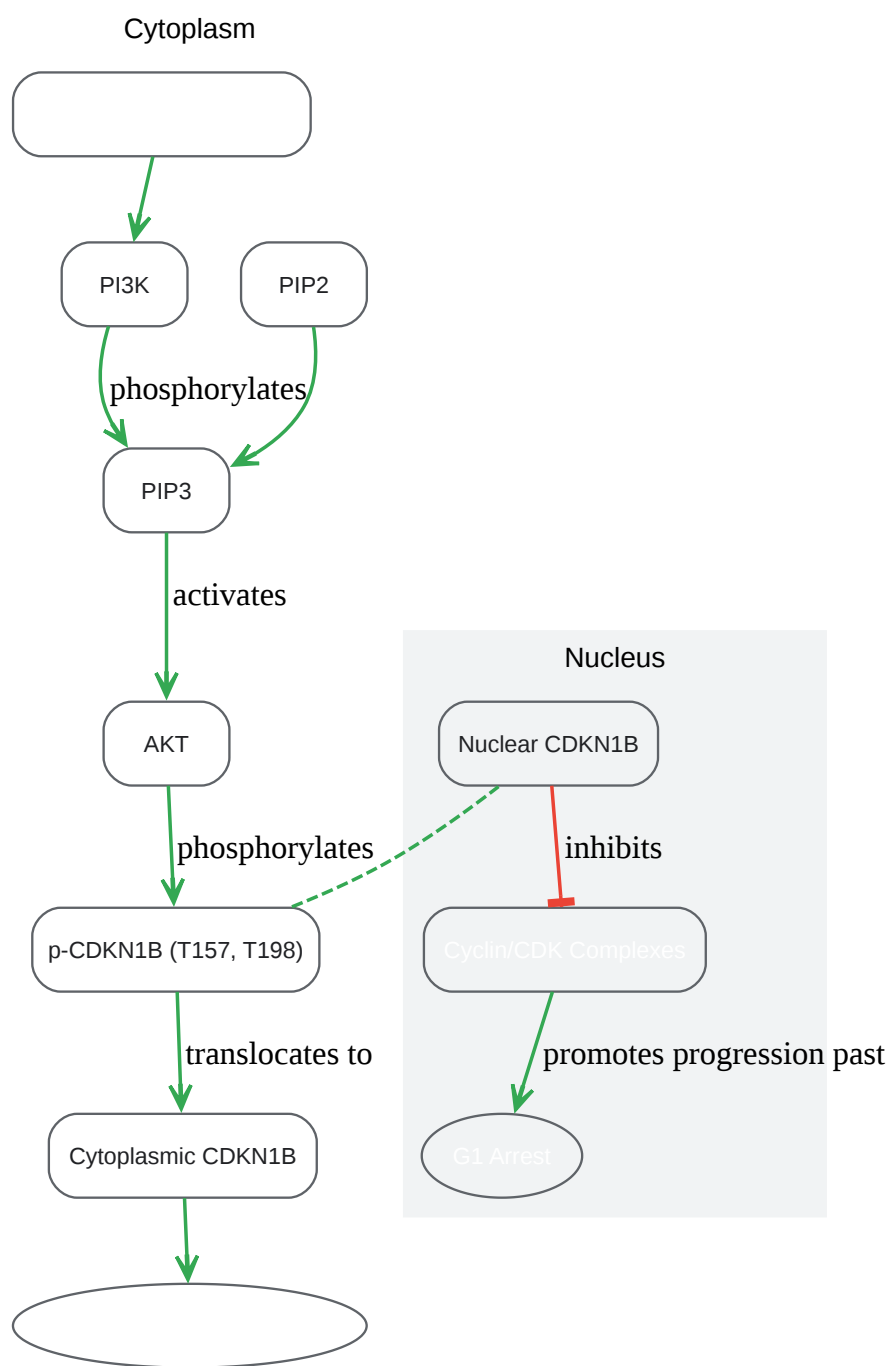 Cytoplasm
PI3K
PIP2
phosphorylates
PIP3
activates
Nucleus
AKT
Nuclear CDKN1B
phosphorylates
inhibits
p-CDKN1B (T157, T198)
Cyclin/CDK Complexes
translocates to
promotes progression past
Cytoplasmic CDKN1B
G1 Arrest